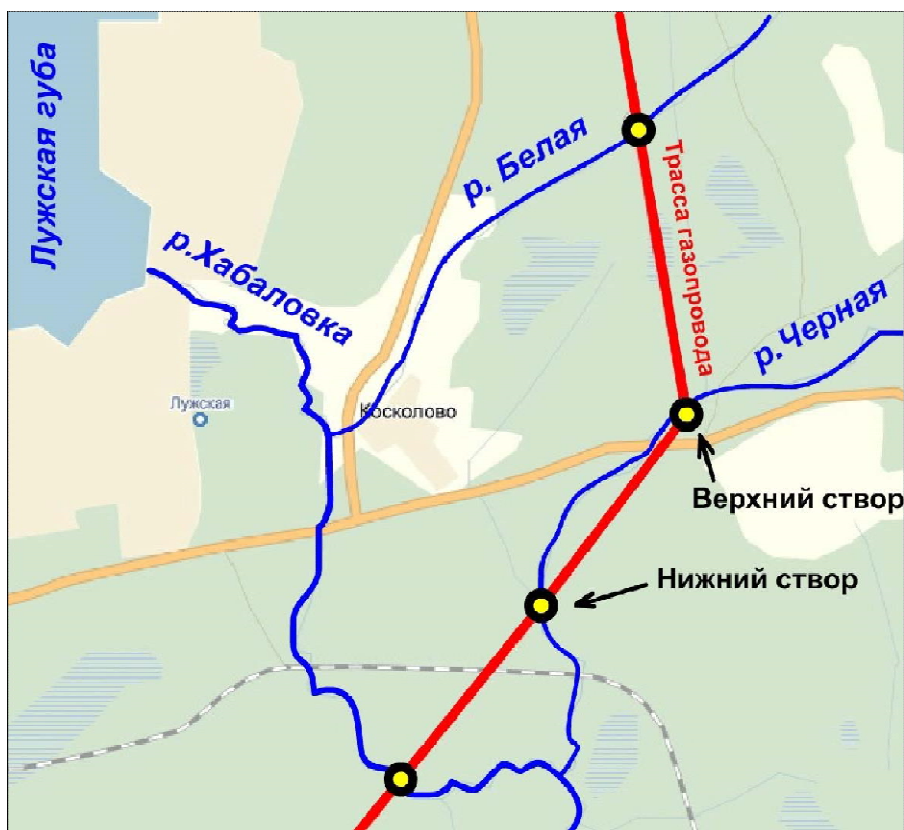 Лужская губа
р. Белая
Трасса газопровода
р.Хабаловка
р.Черная
Лужская
Косколово
Верхний створ
Нижний створ